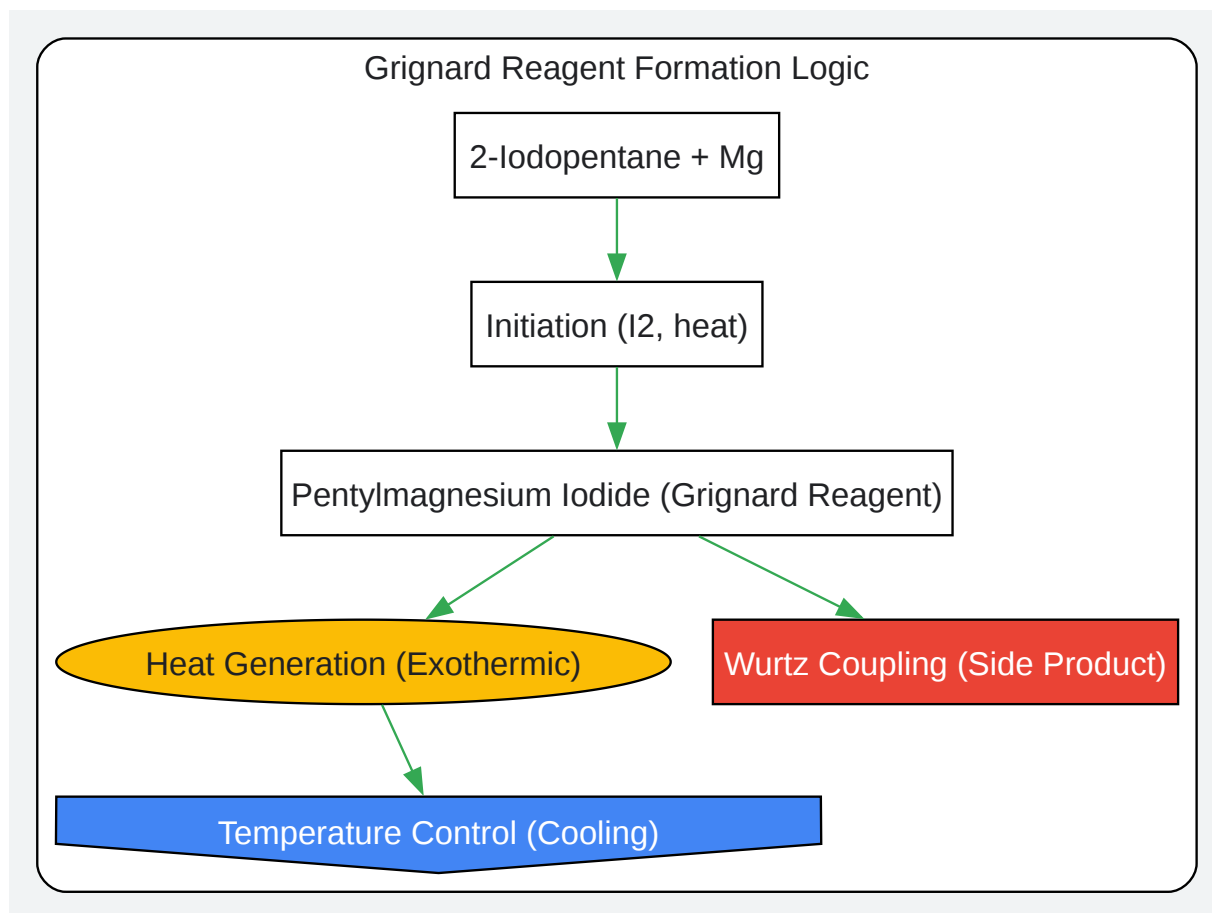 Grignard Reagent Formation Logic
2-Iodopentane + Mg
Initiation (I2, heat)
Pentylmagnesium Iodide (Grignard Reagent)
Heat Generation (Exothermic)
Wurtz Coupling (Side Product)
Temperature Control (Cooling)